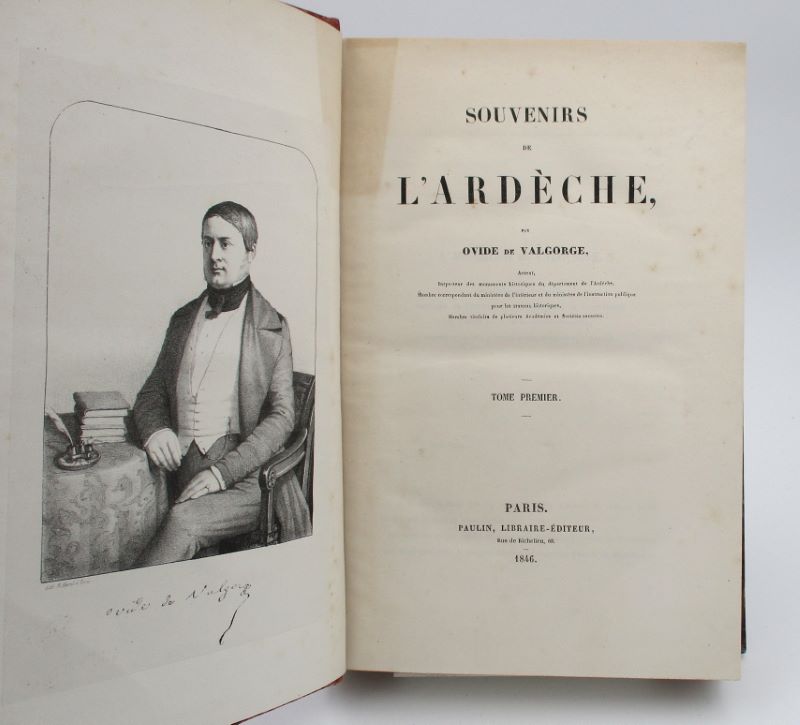 ovide de Valgorge
SOUVENIRS
DE
L'ARDÈCHE,
PAR
OVIDE DE VALGORGE,
Inspecteur des monuments historiques du département de l'Ardèche,
Membre correspondant du ministère de l'intérieur et du ministère de l'instruction publique
pour les travaux historiques,
Membre titulaire de plusieurs Académies et Sociétés savantes.
TOME PREMIER.
PARIS.
PAULIN, LIBRAIRE-ÉDITEUR,
Rue de Richelieu, 60.
1846.